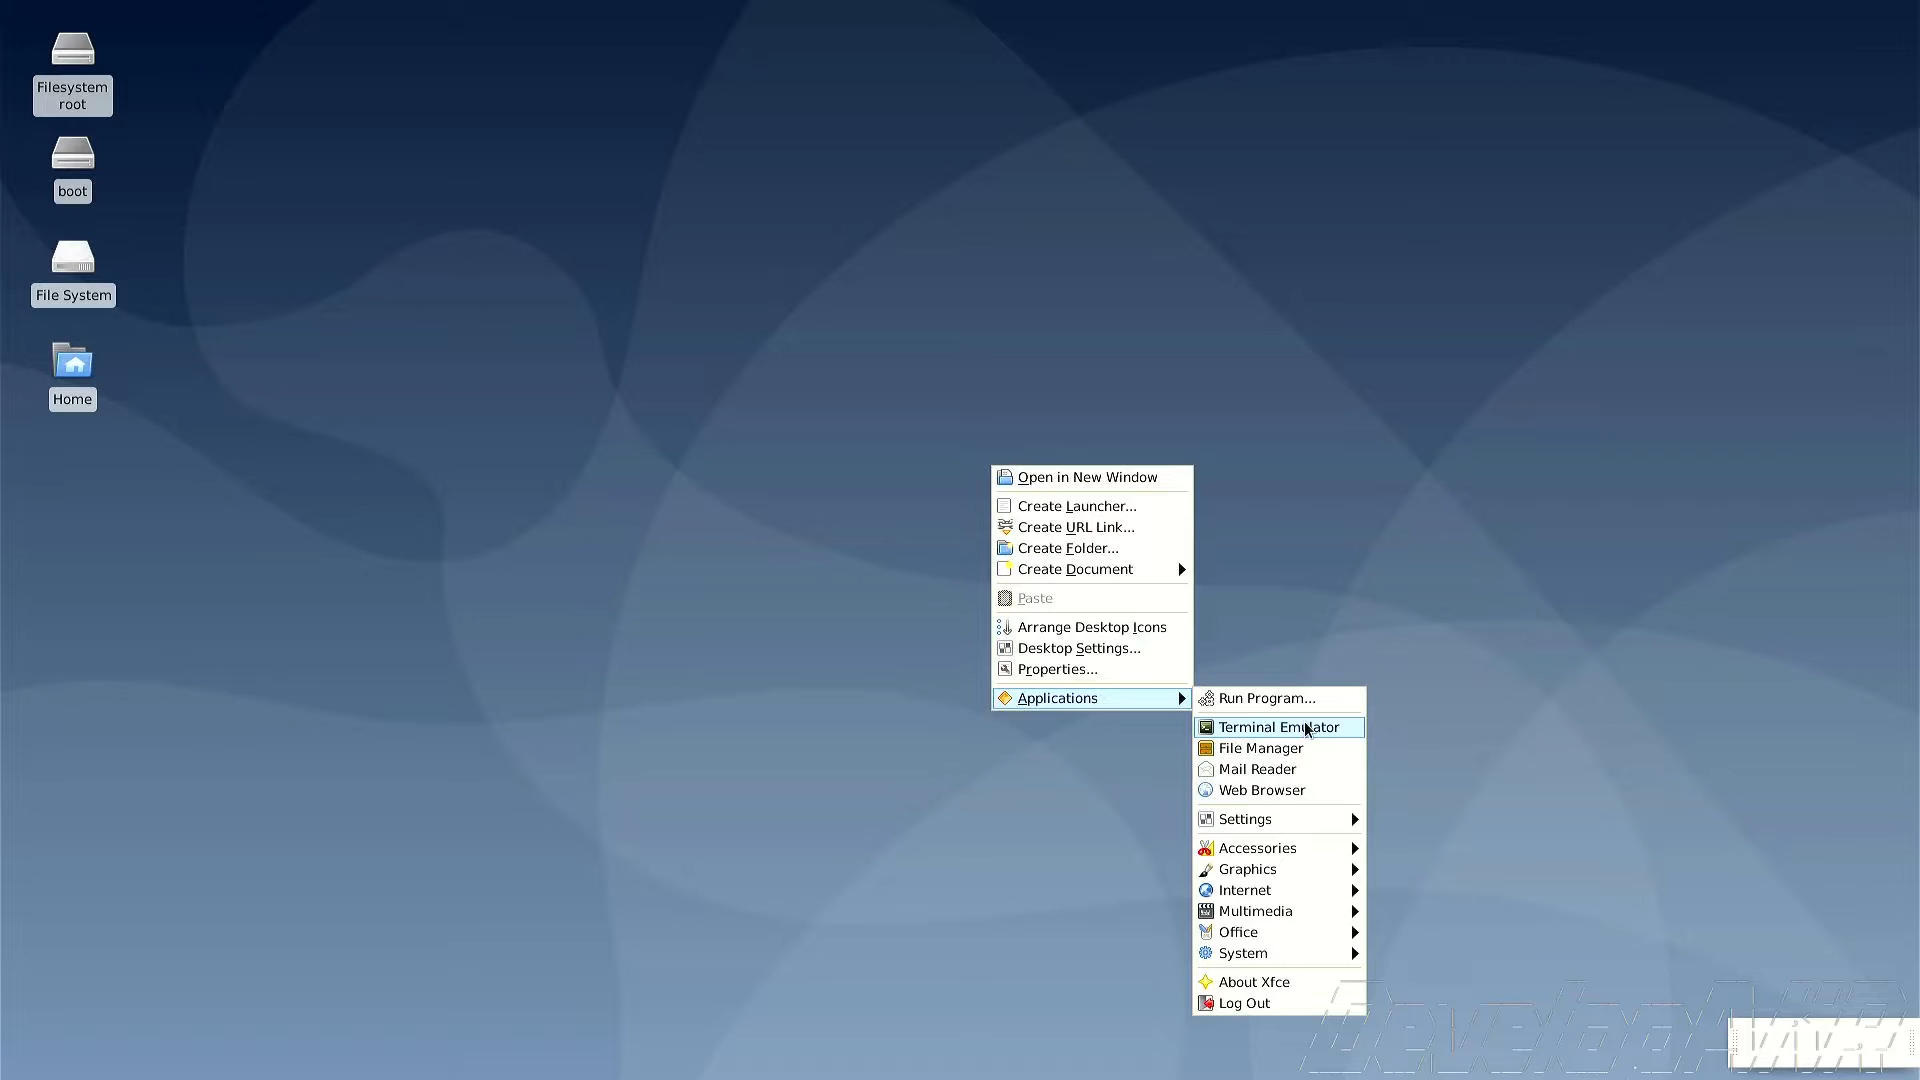 Filesystem
root
boot
File System
Home
Open in New Window
Create Launcher...
Create URL Link...
Create Folder...
Create Document
Paste
Arrange Desktop Icons
Desktop Settings...
Properties...
Applications
Run Program...
Terminal Emulator
File Manager
Mail Reader
Web Browser
Settings
Accessories
Graphics
Internet
Multimedia
Office
System
About Xfce
Log Out